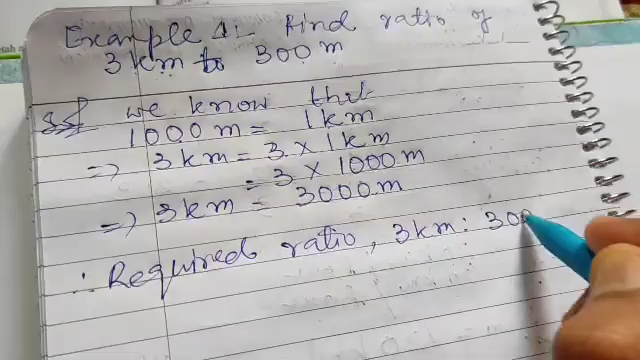 Example 1:- Find ratio of
3 km to 300 m
Sol we know that
1000 m = 1 km
=> 3 km = 3 × 1 km
= 3 × 1000 m
=> 3 km = 3000 m
∴ Required ratio, 3 km : 300